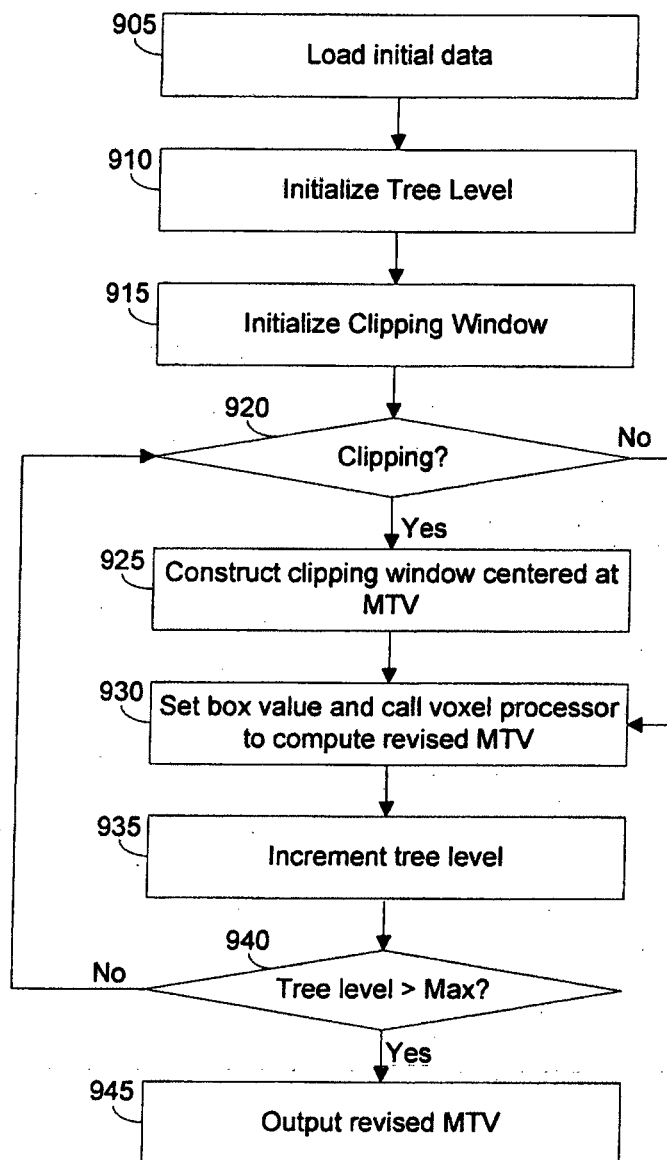 905
Load initial data
910
Initialize Tree Level
915
Initialize Clipping Window
920
Clipping?
No
Yes
925
Construct clipping window centered at
MTV
930
Set box value and call voxel processor
to compute revised MTV
935
Increment tree level
940
No
Tree level > Max?
Yes
945
Output revised MTV